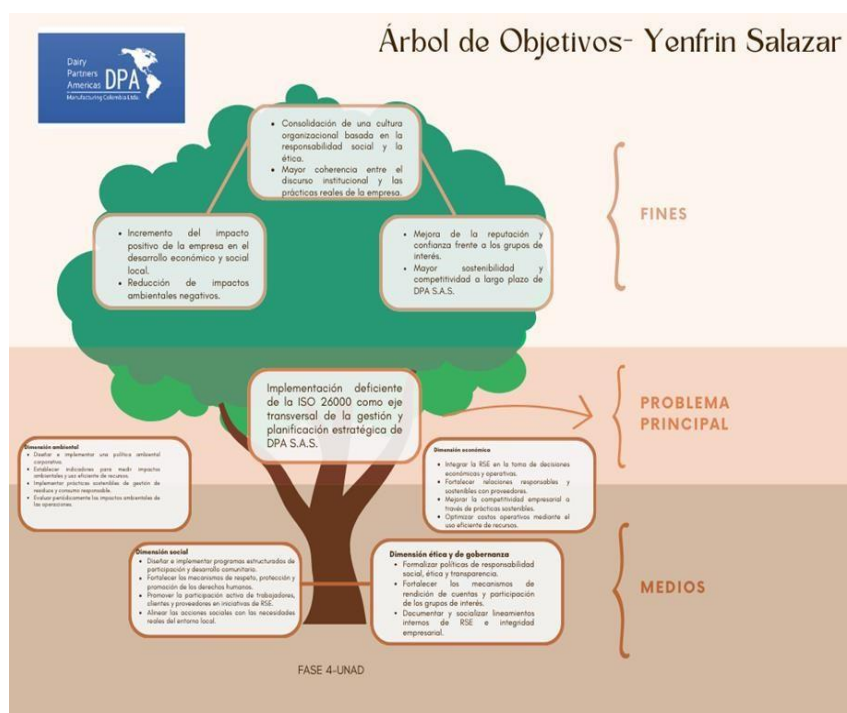 Árbol de Objetivos- Yenfrin Salazar
Dairy
Partners
Americas DPA
Manufacturing Colombia Ltda.
• Consolidación de una cultura
organizacional basada en la
responsabilidad social y la
ética.
• Mayor coherencia entre el
discurso institucional y las
prácticas reales de la empresa.
• Incremento del impacto
positivo de la empresa en el
desarrollo económico y social
local.
• Reducción de impactos
ambientales negativos.
• Mejora de la reputación y
confianza frente a los grupos de
interés.
• Mayor sostenibilidad y
competitividad a largo plazo de
DPA S.A.S.
FINES
Implementación deficiente
de la ISO 26000 como eje
transversal de la gestión y
planificación estratégica de
DPA S.A.S.
PROBLEMA
PRINCIPAL
Dimensión ambiental
• Diseñar e implementar una política ambiental
corporativa.
• Establecer indicadores para medir impactos
ambientales y uso eficiente de recursos.
• Implementar prácticas sostenibles de gestión de
residuos y consumo responsable.
• Evaluar periódicamente los impactos ambientales de
las operaciones.
Dimensión económica
• Integrar la RSE en la toma de decisiones
económicas y operativas.
• Fortalecer relaciones responsables y
sostenibles con proveedores.
• Mejorar la competitividad empresarial a
través de prácticas sostenibles.
• Optimizar costos operativos mediante el
uso eficiente de recursos.
Dimensión social
• Diseñar e implementar programas estructurados de
participación y desarrollo comunitario.
• Fortalecer los mecanismos de respeto, protección y
promoción de los derechos humanos.
• Promover la participación activa de trabajadores,
clientes y proveedores en iniciativas de RSE.
• Alinear las acciones sociales con las necesidades
reales del entorno local.
Dimensión ética y de gobernanza
• Formalizar políticas de responsabilidad
social, ética y transparencia.
• Fortalecer los mecanismos de
rendición de cuentas y participación
de los grupos de interés.
• Documentar y socializar lineamientos
internos de RSE e integridad
empresarial.
MEDIOS
FASE 4-UNAD